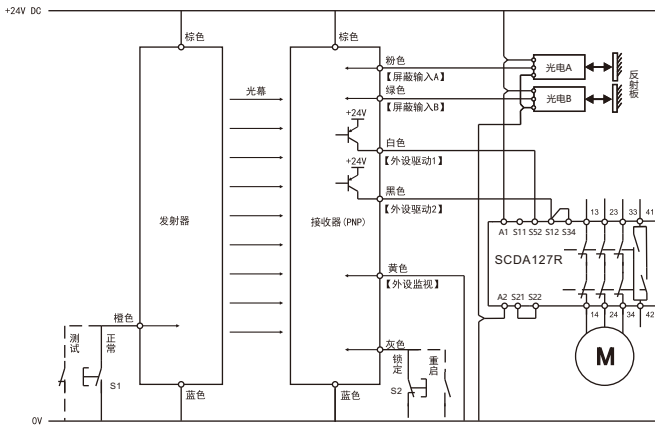 +24V DC
棕色
棕色
粉色
【屏蔽输入A】
绿色
【屏蔽输入B】
光电A
光电B
反射板
光幕
+24V
白色
【外设驱动1】
+24V
黑色
【外设驱动2】
发射器
接收器(PNP)
13
23
33
41
A1
S11
S52
S12
S34
SCDA127R
黄色
【外设监视】
A2
S21
S22
14
24
34
42
M
橙色
测试
正常
S1
灰色
锁定
重启
S2
蓝色
蓝色
0V